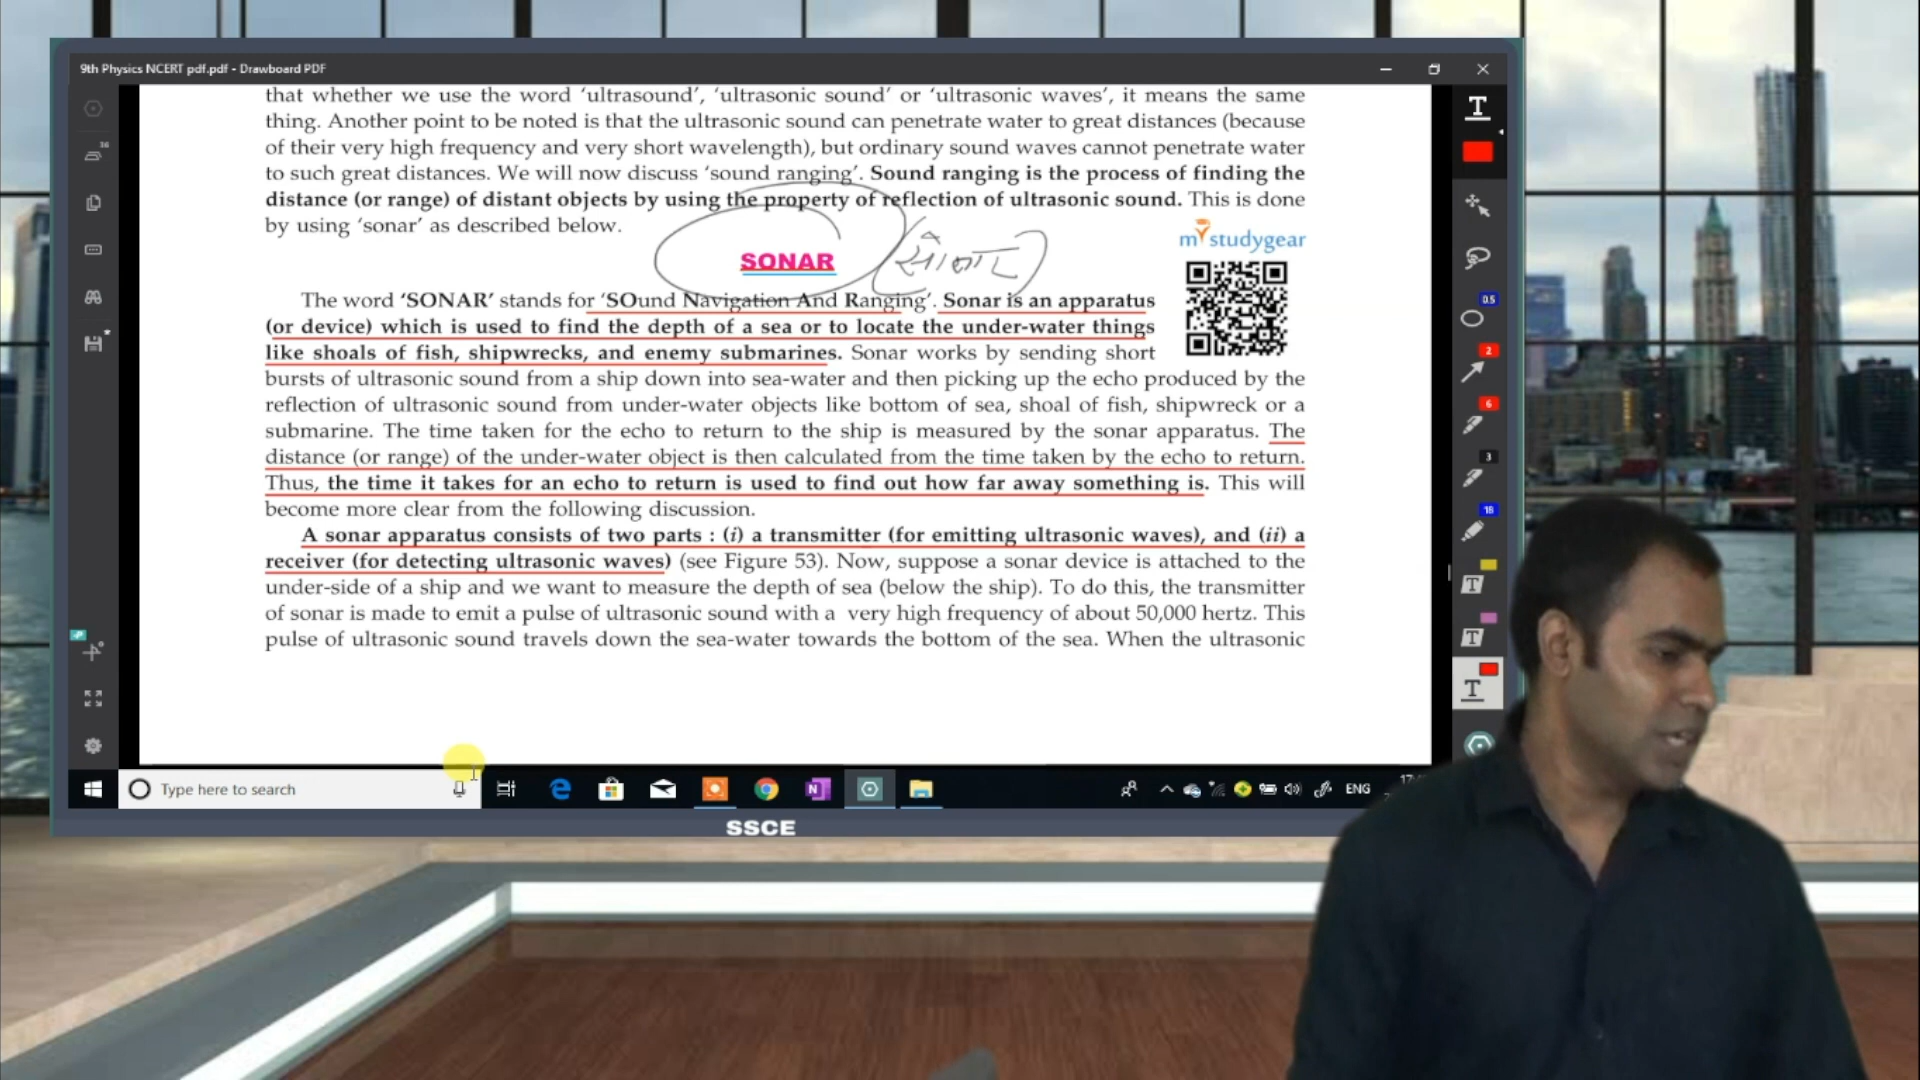 9th Physics NCERT pdf.pdf - Drawboard PDF
that whether we use the word ‘ultrasound’, ‘ultrasonic sound’ or ‘ultrasonic waves’, it means the same
thing. Another point to be noted is that the ultrasonic sound can penetrate water to great distances (because
of their very high frequency and very short wavelength), but ordinary sound waves cannot penetrate water
to such great distances. We will now discuss ‘sound ranging’. Sound ranging is the process of finding the
distance (or range) of distant objects by using the property of reflection of ultrasonic sound. This is done
by using ‘sonar’ as described below.
mystudygear
SONAR
The word ‘SONAR’ stands for ‘SOund Navigation And Ranging’. Sonar is an apparatus
(or device) which is used to find the depth of a sea or to locate the under-water things
like shoals of fish, shipwrecks, and enemy submarines. Sonar works by sending short
bursts of ultrasonic sound from a ship down into sea-water and then picking up the echo produced by the
reflection of ultrasonic sound from under-water objects like bottom of sea, shoal of fish, shipwreck or a
submarine. The time taken for the echo to return to the ship is measured by the sonar apparatus. The
distance (or range) of the under-water object is then calculated from the time taken by the echo to return.
Thus, the time it takes for an echo to return is used to find out how far away something is. This will
become more clear from the following discussion.
A sonar apparatus consists of two parts : (i) a transmitter (for emitting ultrasonic waves), and (ii) a
receiver (for detecting ultrasonic waves) (see Figure 53). Now, suppose a sonar device is attached to the
under-side of a ship and we want to measure the depth of sea (below the ship). To do this, the transmitter
of sonar is made to emit a pulse of ultrasonic sound with a very high frequency of about 50,000 hertz. This
pulse of ultrasonic sound travels down the sea-water towards the bottom of the sea. When the ultrasonic
0.5
2
6
3
18
Type here to search
ENG
SSCE